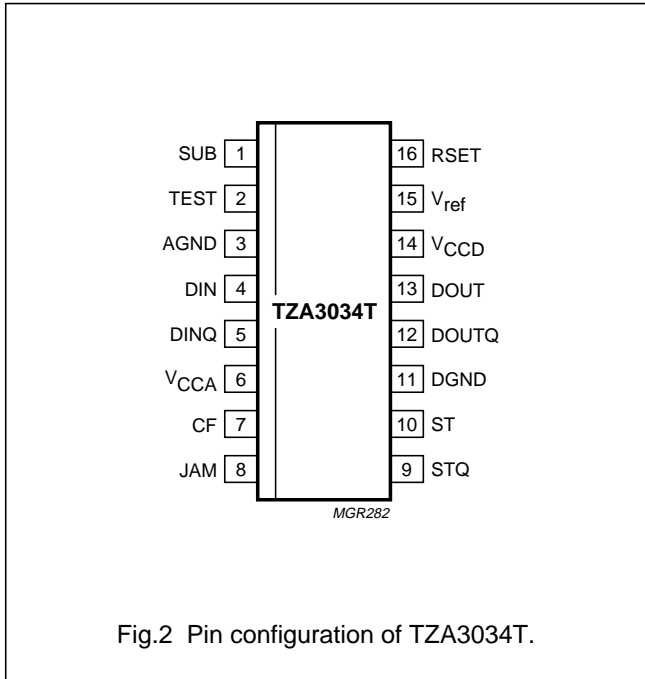 SUB 1
TEST 2
AGND 3
DIN 4
DINQ 5
VCCA 6
CF 7
JAM 8
TZA3034T
16 RSET
15 Vref
14 VCCD
13 DOUT
12 DOUTQ
11 DGND
10 ST
9 STQ
MGR282
Fig.2 Pin configuration of TZA3034T.